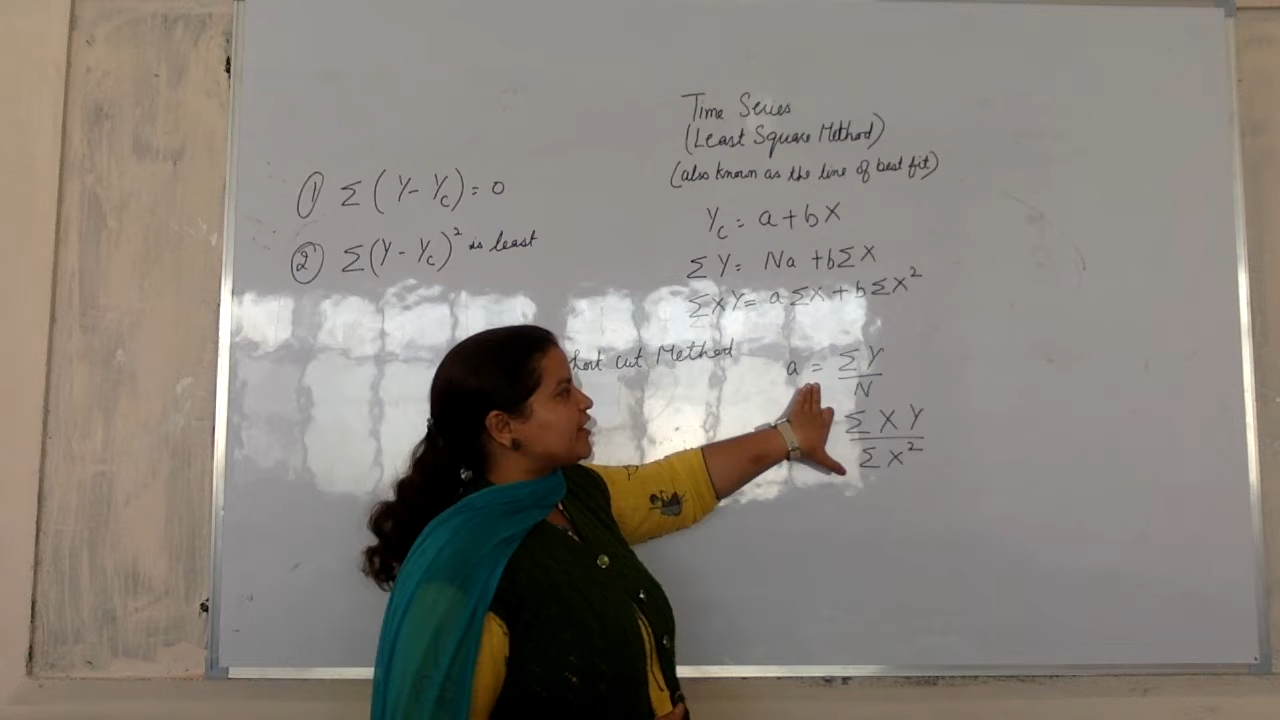 Time Series
(Least Square Method)
(also known as the line of best fit)
① Σ(Y-Yc) = 0
② Σ(Y-Yc)² is least
Yc = a+bX
ΣY = Na +bΣX
ΣXY = aΣX+bΣX²
cut Method
a = ΣY/N
ΣXY/ΣX²